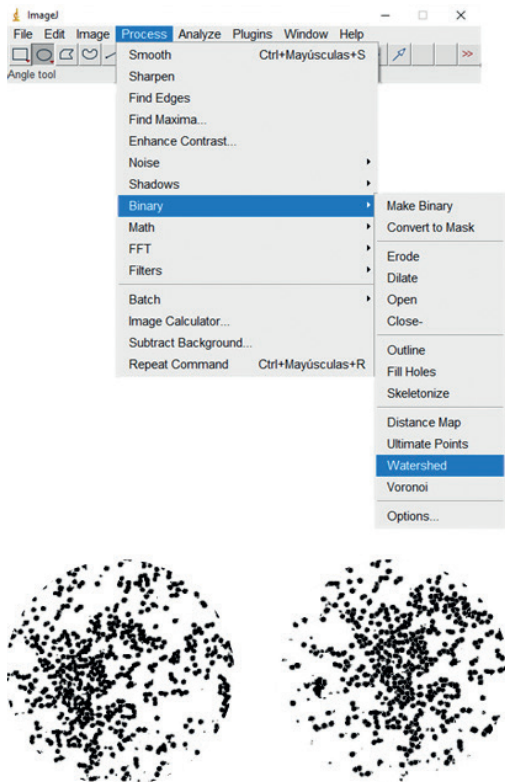 ImageJ
File Edit Image Process Analyze Plugins Window Help
>>
Angle tool
Smooth Ctrl+Mayúsculas+S
Sharpen
Find Edges
Find Maxima...
Enhance Contrast...
Noise
Shadows
Binary
Math
FFT
Filters
Batch
Image Calculator...
Subtract Background...
Repeat Command Ctrl+Mayúsculas+R
Make Binary
Convert to Mask
Erode
Dilate
Open
Close-
Outline
Fill Holes
Skeletonize
Distance Map
Ultimate Points
Watershed
Voronoi
Options...